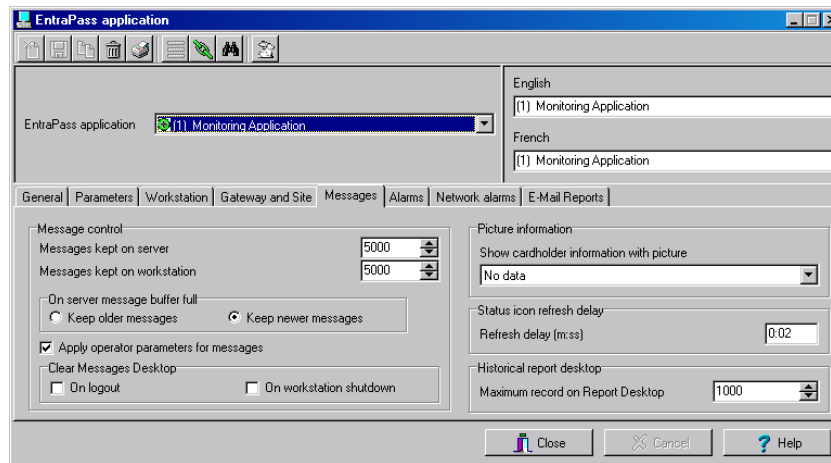 EntraPass application
English
(1) Monitoring Application
EntraPass application
(1) Monitoring Application
French
(1) Monitoring Application
General
Parameters
Workstation
Gateway and Site
Messages
Alarms
Network alarms
E-Mail Reports
Message control
Messages kept on server
5000
Messages kept on workstation
5000
On server message buffer full
Keep older messages
Keep newer messages
Apply operator parameters for messages
Clear Messages Desktop
On logout
On workstation shutdown
Picture information
Show cardholder information with picture
No data
Status icon refresh delay
Refresh delay (m:ss)
0:02
Historical report desktop
Maximum record on Report Desktop
1000
Close
Cancel
Help